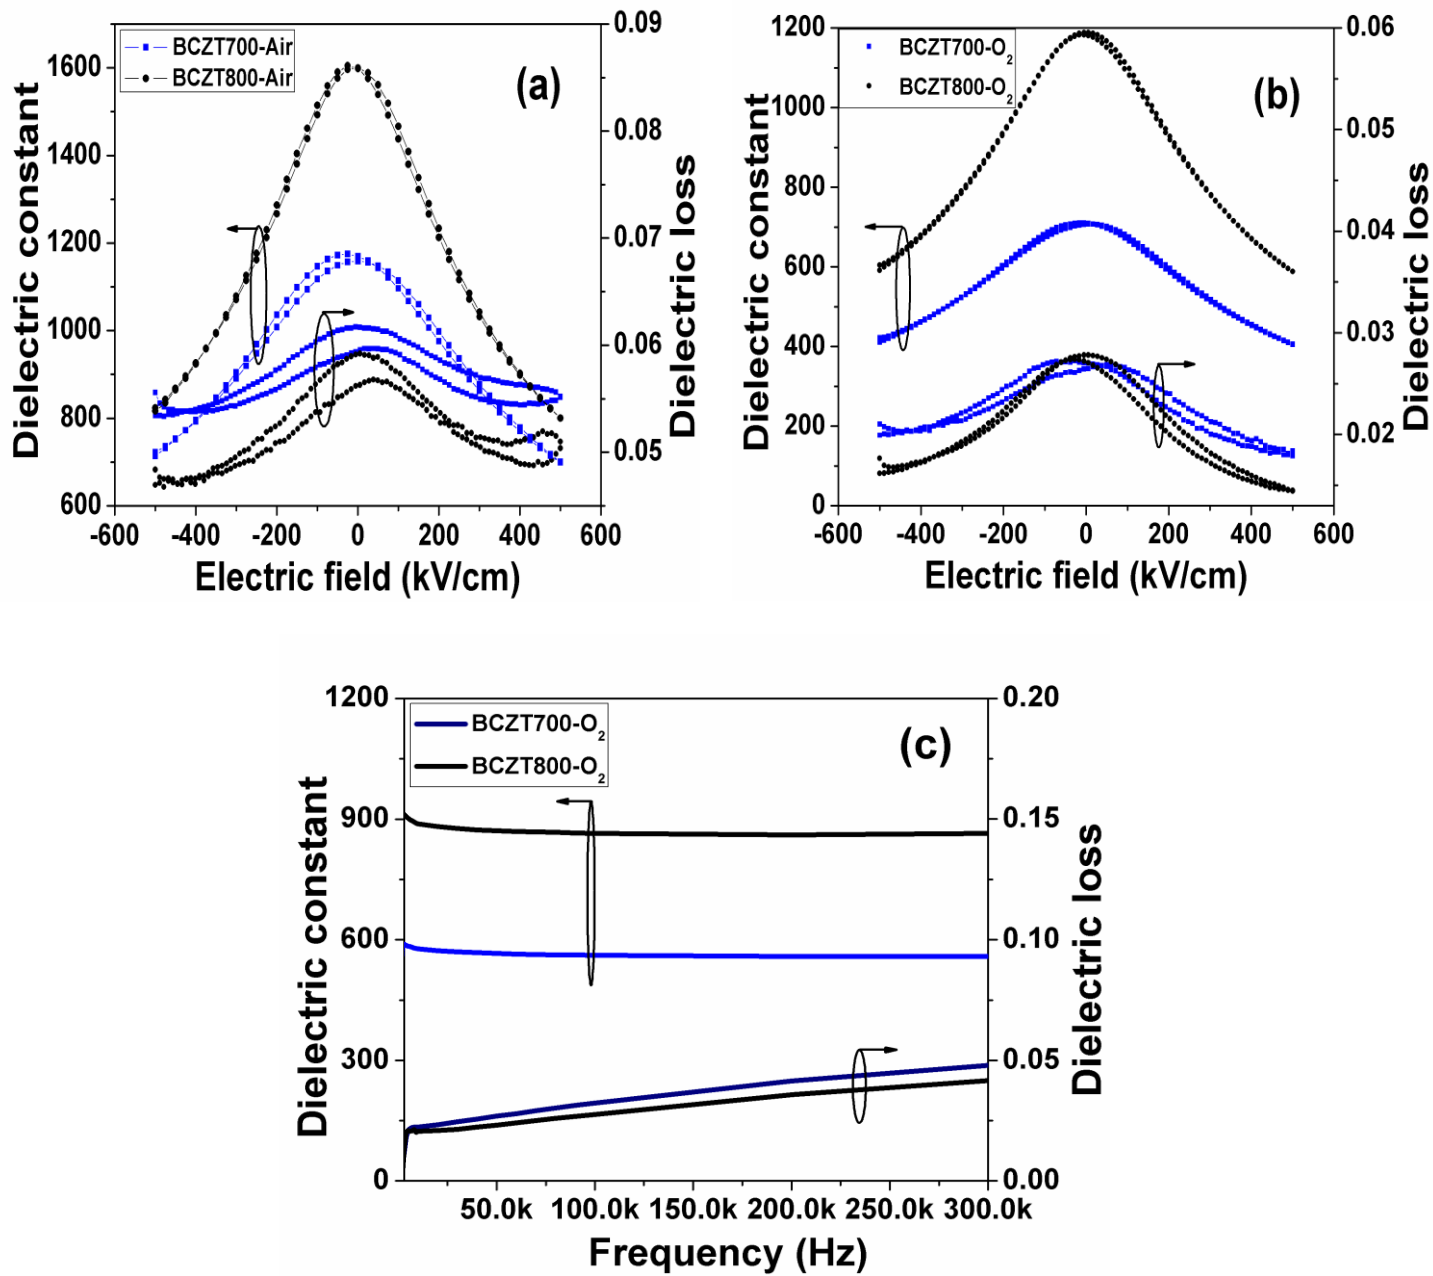 BCZT700-Air
BCZT800-Air
(a)
Dielectric constant
1600
1400
1200
1000
800
600
-600 -400 -200 0 200 400 600
Electric field (kV/cm)
0.09
0.08
0.07
0.06
0.05
Dielectric loss
BCZT700-O₂
BCZT800-O₂
(b)
Dielectric constant
1200
1000
800
600
400
200
0
-600 -400 -200 0 200 400 600
Electric field (kV/cm)
0.06
0.05
0.04
0.03
0.02
Dielectric loss
BCZT700-O₂
BCZT800-O₂
(c)
Dielectric constant
1200
900
600
300
0
50.0k 100.0k 150.0k 200.0k 250.0k 300.0k
Frequency (Hz)
0.20
0.15
0.10
0.05
0.00
Dielectric loss